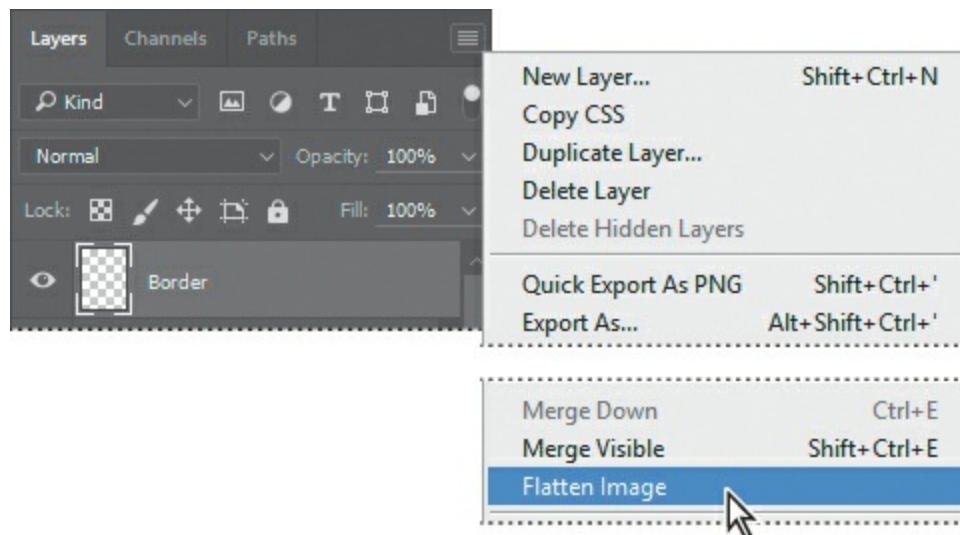 Layers Channels Paths
Kind T
Normal Opacity: 100%
Lock: Fill: 100%
Border
New Layer... Shift+Ctrl+N
Copy CSS
Duplicate Layer...
Delete Layer
Delete Hidden Layers
Quick Export As PNG Shift+Ctrl+'
Export As... Alt+Shift+Ctrl+'
Merge Down Ctrl+E
Merge Visible Shift+Ctrl+E
Flatten Image